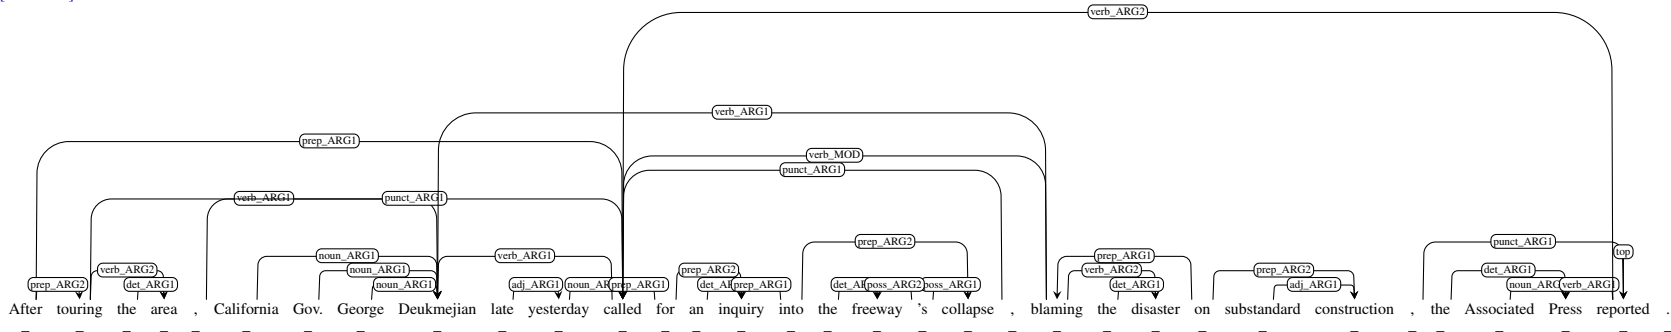 verb_ARG2
verb_ARG1
prep_ARG1
verb_MOD
punct_ARG1
verb_ARG1 punct_ARG1
prep_ARG2 punct_ARG1
noun_ARG1 verb_ARG1 prep_ARG1 top
verb_ARG2 noun_ARG1 prep_ARG2 verb_ARG2 prep_ARG2 det_ARG1
prep_ARG2 det_ARG1 noun_ARG1 adj_ARG1 prep_ARG1 prep_ARG1 poss_ARG2 det_ARG1 adj_ARG1 verb_ARG1
After touring the area , California Gov. George Deukmejian late yesterday called for an inquiry into the freeway 's collapse , blaming the disaster on substandard construction , the Associated Press reported .